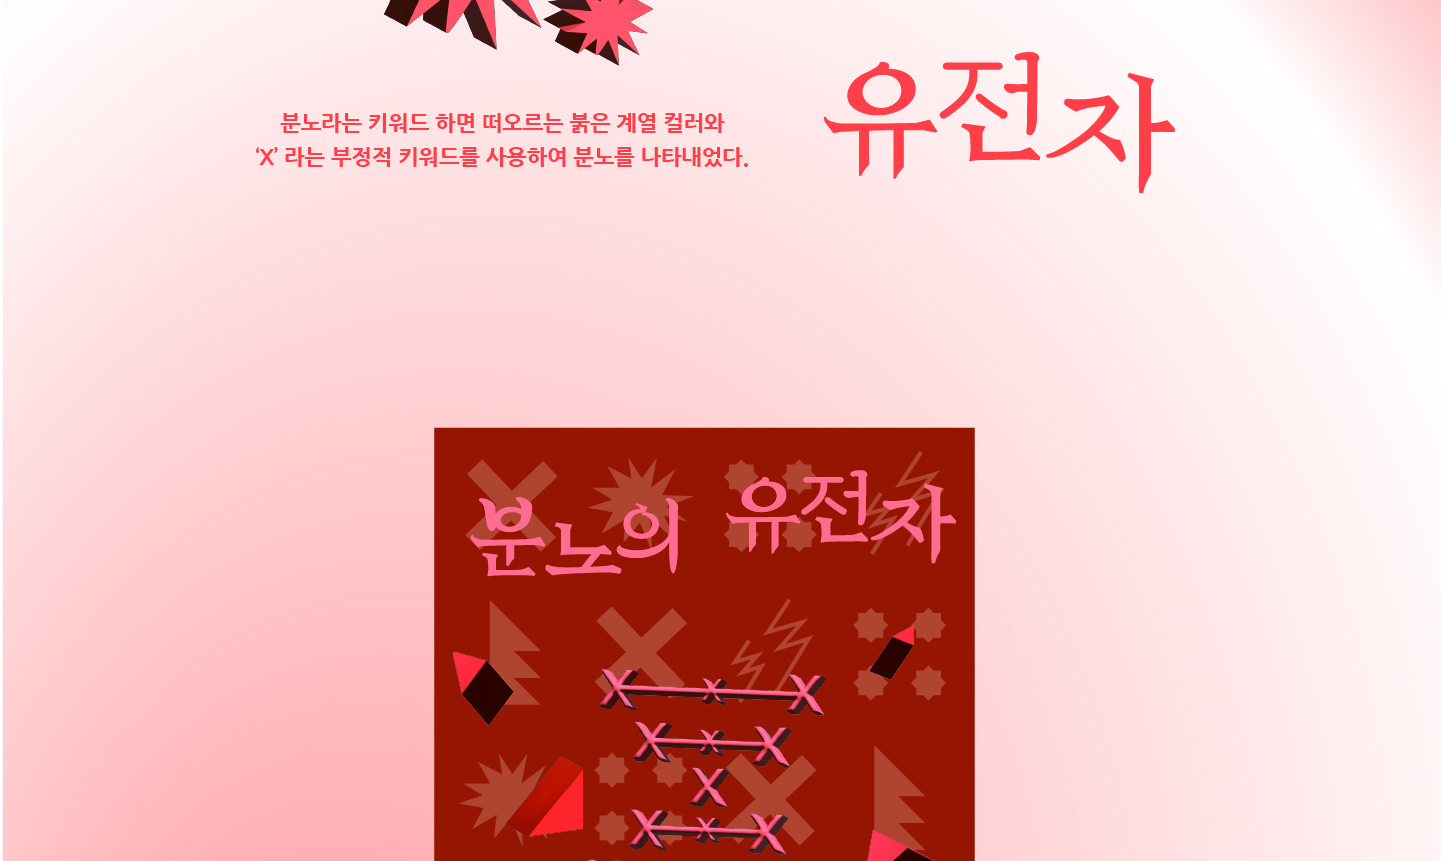 유전자
분노라는 키워드 하면 떠오르는 붉은 계열 컬러와
‘X’ 라는 부정적 키워드를 사용하여 분노를 나타내었다.
분노의 유전자
X X X
X X X
X
X X X